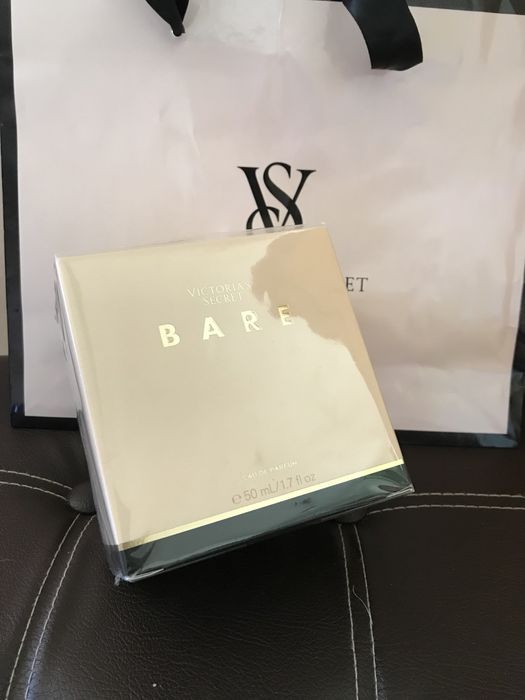 VS
ET
VICTORIA'S
SECRET
BARE
EAU DE PARFUM
e 50 mL/1.7 fl oz